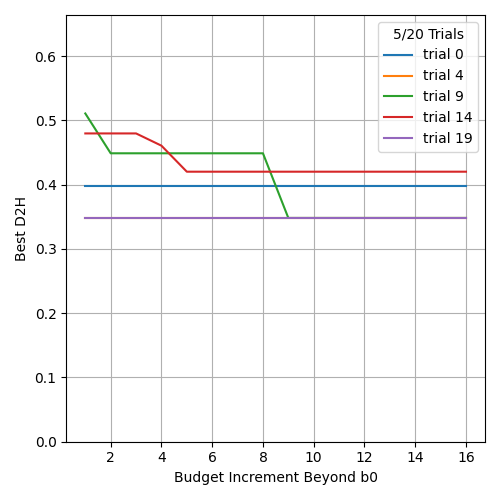 5/20 Trials
trial 0
trial 4
trial 9
trial 14
trial 19
Best D2H
0.6
0.5
0.4
0.3
0.2
0.1
0.0
2 4 6 8 10 12 14 16
Budget Increment Beyond b0